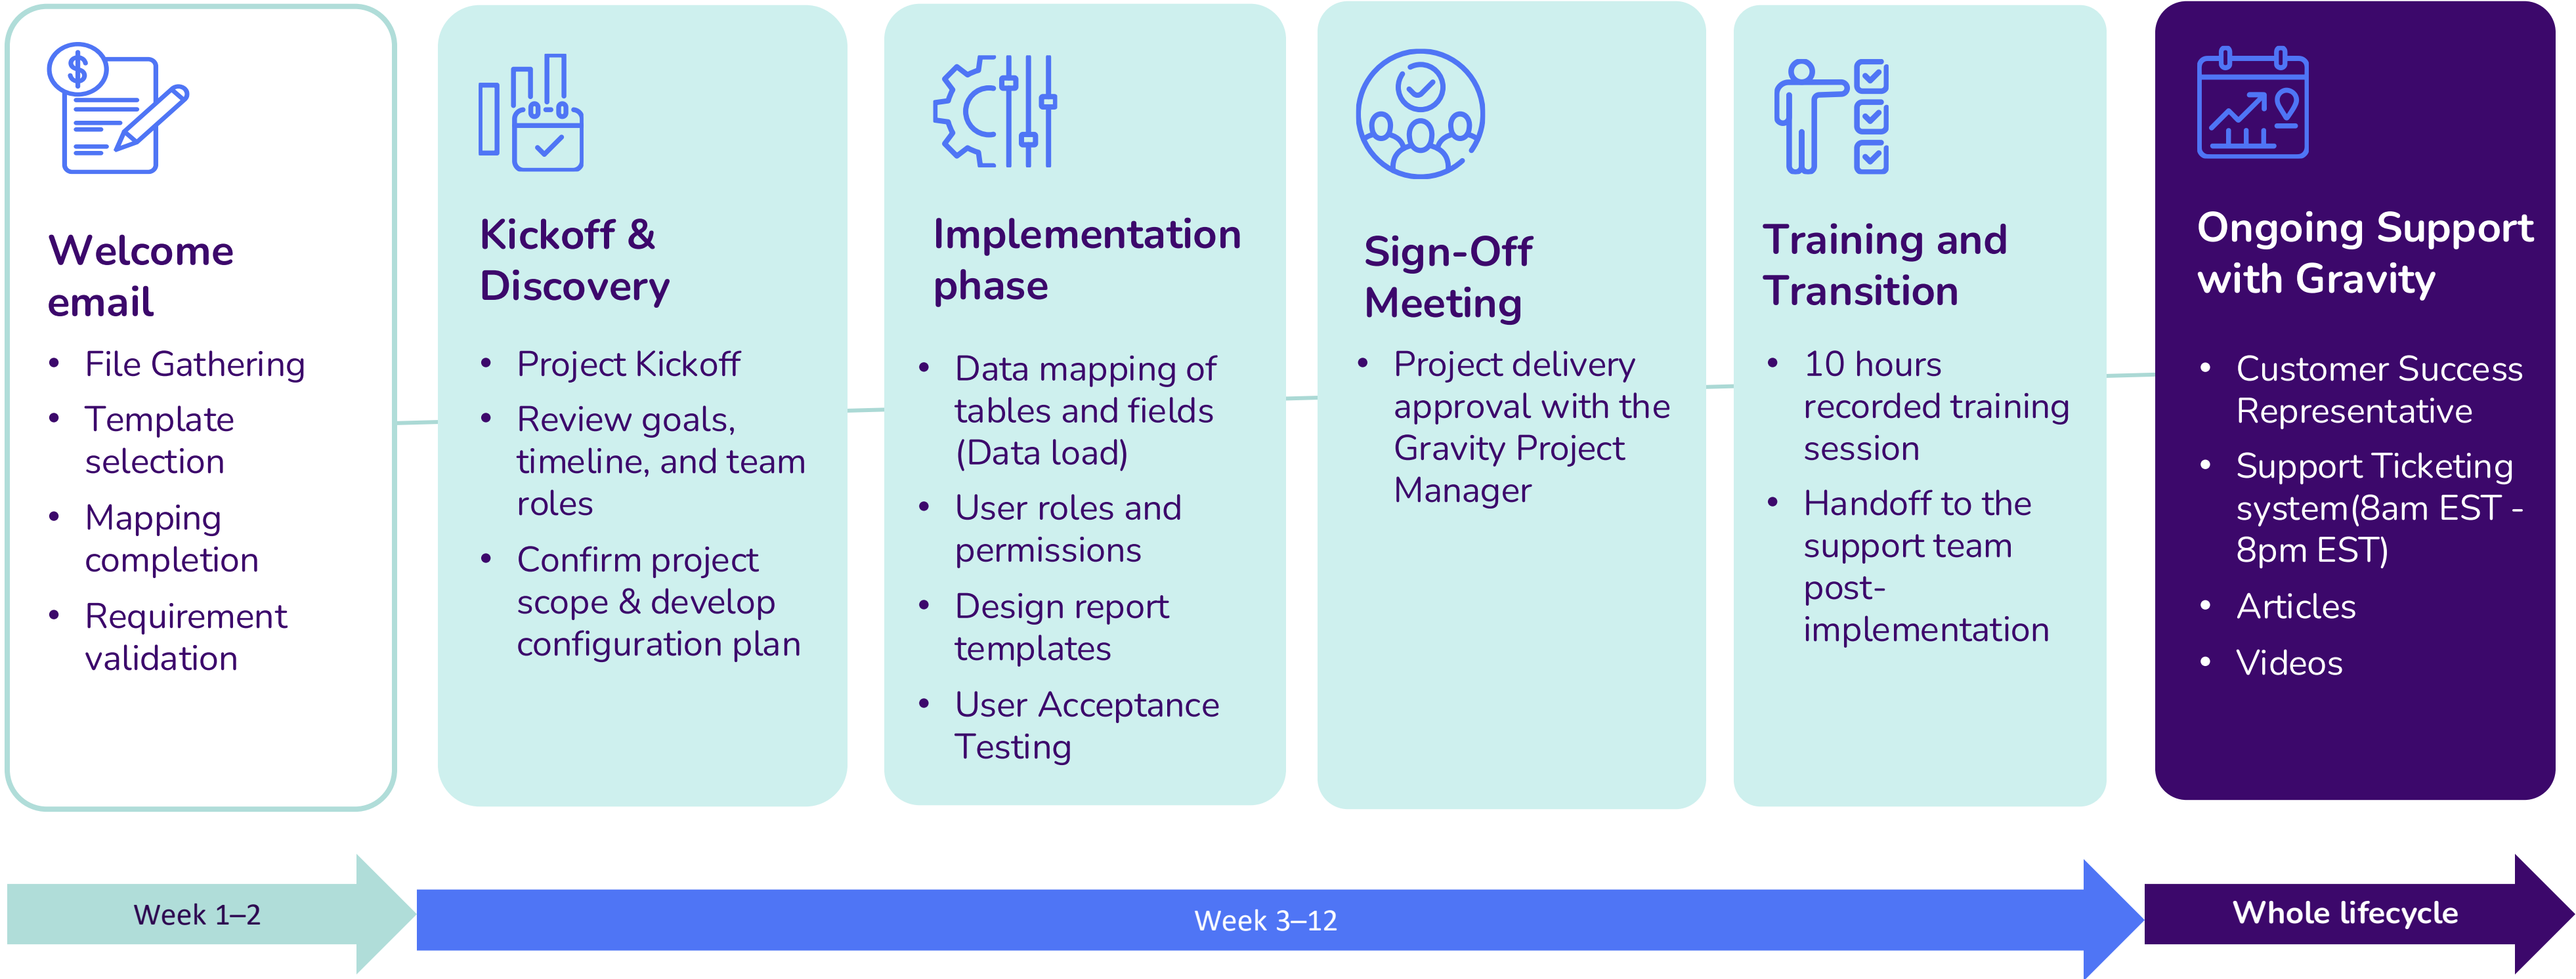 $
Welcome
email
• File Gathering
• Template
selection
• Mapping
completion
• Requirement
validation
Kickoff &
Discovery
• Project Kickoff
• Review goals,
timeline, and team
roles
• Confirm project
scope & develop
configuration plan
Implementation
phase
• Data mapping of
tables and fields
(Data load)
• User roles and
permissions
• Design report
templates
• User Acceptance
Testing
Sign-Off
Meeting
• Project delivery
approval with the
Gravity Project
Manager
Training and
Transition
• 10 hours
recorded training
session
• Handoff to the
support team
post-
implementation
Ongoing Support
with Gravity
• Customer Success
Representative
• Support Ticketing
system(8am EST -
8pm EST)
• Articles
• Videos
Week 1–2
Week 3–12
Whole lifecycle